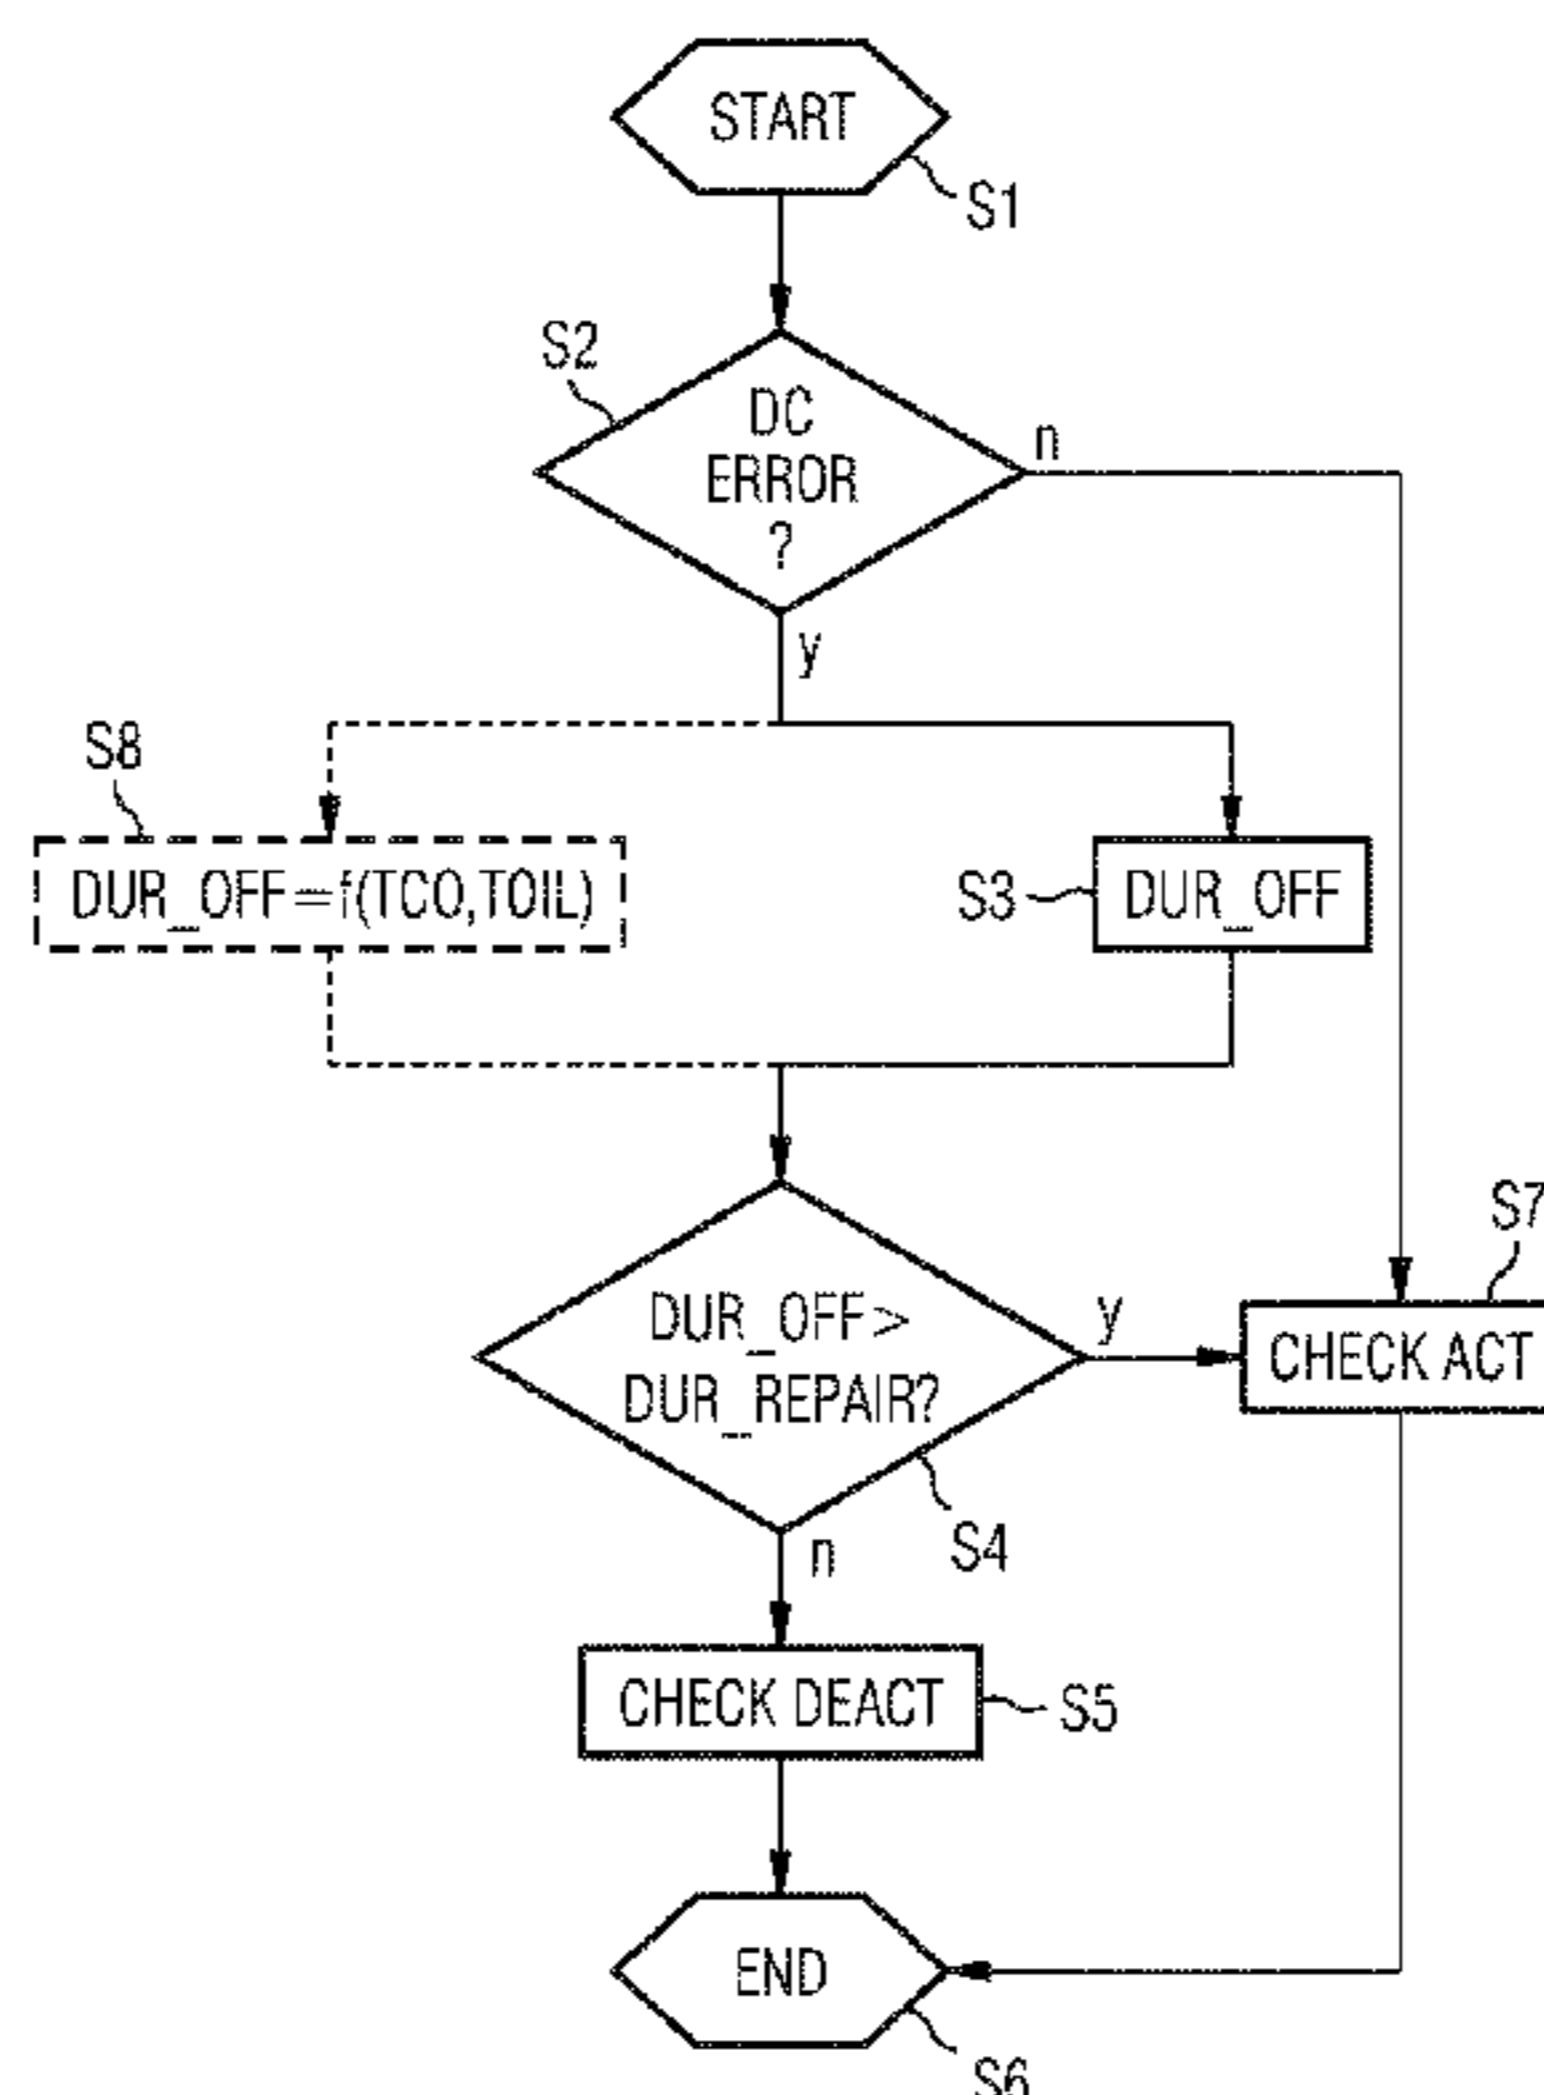 START
S1
S2
DC
ERROR
?
n
y
S8
DUR_OFF=f(TCO,TOIL)
S3
DUR_OFF
S7
DUR_OFF>
DUR_REPAIR?
y
CHECK ACT
S4
n
CHECK DEACT
S5
END
S6